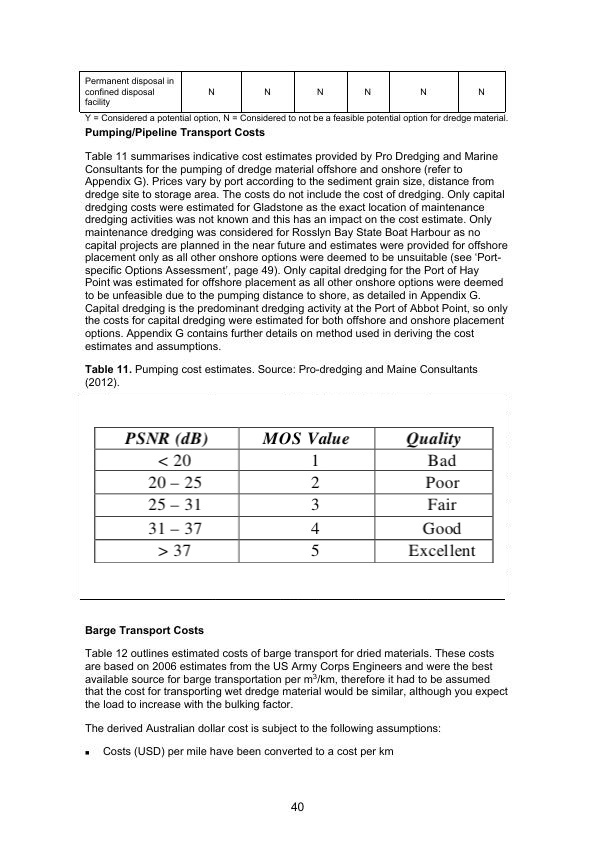 Permanent disposal in
confined disposal
facility
N N N N N N
Y = Considered a potential option, N = Considered to not be a feasible potential option for dredge material.
Pumping/Pipeline Transport Costs
Table 11 summarises indicative cost estimates provided by Pro Dredging and Marine
Consultants for the pumping of dredge material offshore and onshore (refer to
Appendix G). Prices vary by port according to the sediment grain size, distance from
dredge site to storage area. The costs do not include the cost of dredging. Only capital
dredging costs were estimated for Gladstone as the exact location of maintenance
dredging activities was not known and this has an impact on the cost estimate. Only
maintenance dredging was considered for Rosslyn Bay State Boat Harbour as no
capital projects are planned in the near future and estimates were provided for offshore
placement only as all other onshore options were deemed to be unsuitable (see ‘Port-
specific Options Assessment’, page 49). Only capital dredging for the Port of Hay
Point was estimated for offshore placement as all other onshore options were deemed
to be unfeasible due to the pumping distance to shore, as detailed in Appendix G.
Capital dredging is the predominant dredging activity at the Port of Abbot Point, so only
the costs for capital dredging were estimated for both offshore and onshore placement
options. Appendix G contains further details on method used in deriving the cost
estimates and assumptions.
Table 11. Pumping cost estimates. Source: Pro-dredging and Maine Consultants
(2012).
PSNR (dB) MOS Value Quality
< 20 1 Bad
20 – 25 2 Poor
25 – 31 3 Fair
31 – 37 4 Good
> 37 5 Excellent
Barge Transport Costs
Table 12 outlines estimated costs of barge transport for dried materials. These costs
are based on 2006 estimates from the US Army Corps Engineers and were the best
available source for barge transportation per m³/km, therefore it had to be assumed
that the cost for transporting wet dredge material would be similar, although you expect
the load to increase with the bulking factor.
The derived Australian dollar cost is subject to the following assumptions:
▪ Costs (USD) per mile have been converted to a cost per km
40